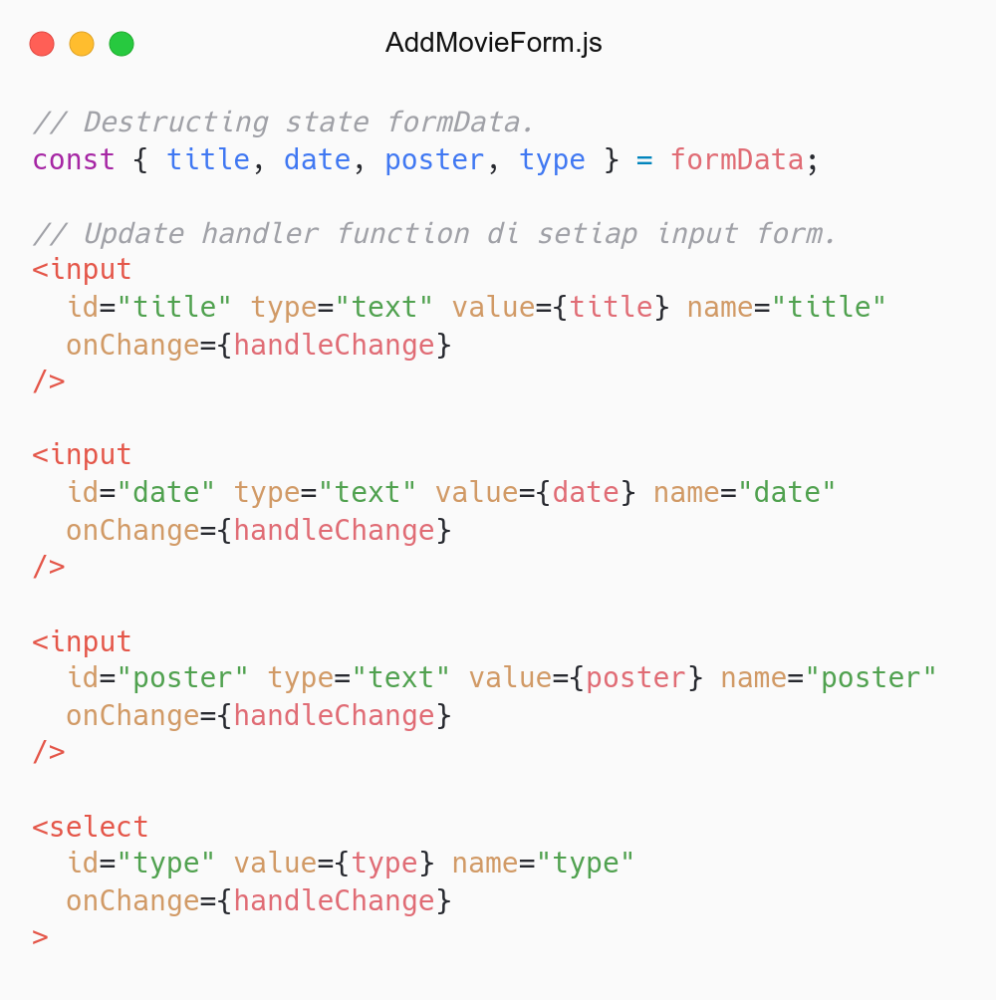 AddMovieForm.js
// Destructing state formData.
const { title, date, poster, type } = formData;
// Update handler function di setiap input form.
<input
  id="title" type="text" value={title} name="title"
  onChange={handleChange}
/>
<input
  id="date" type="text" value={date} name="date"
  onChange={handleChange}
/>
<input
  id="poster" type="text" value={poster} name="poster"
  onChange={handleChange}
/>
<select
  id="type" value={type} name="type"
  onChange={handleChange}
>